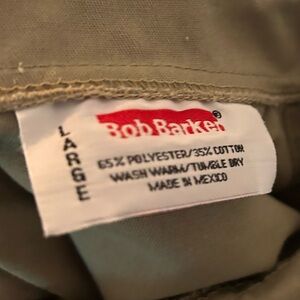 Bob Barker®
LARGE
65% POLYESTER/35% COTTON
WASH WARM/TUMBLE DRY
MADE IN MEXICO